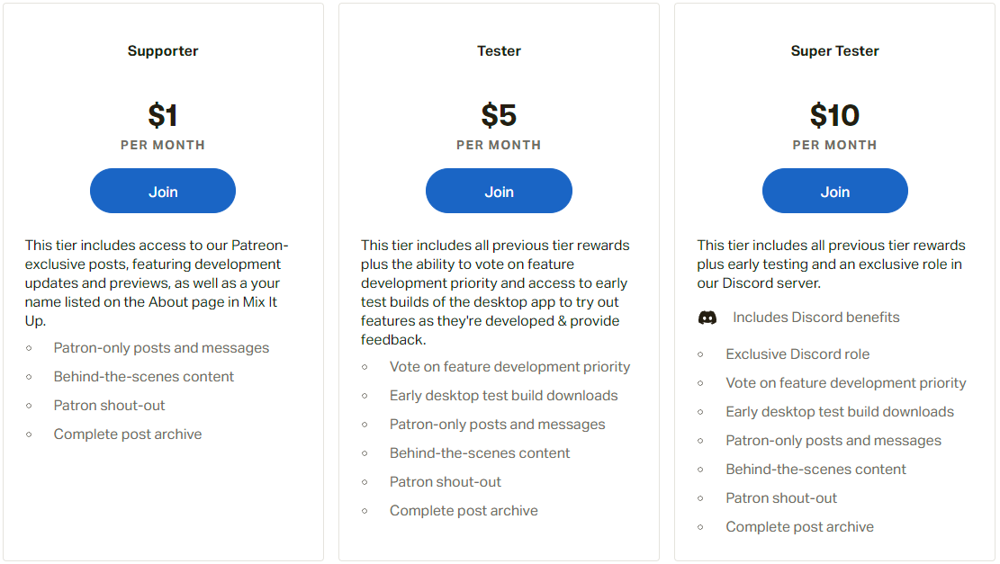 Supporter
$1
PER MONTH
Join
This tier includes access to our Patreon-
exclusive posts, featuring development
updates and previews, as well as a your
name listed on the About page in Mix It
Up.
Patron-only posts and messages
Behind-the-scenes content
Patron shout-out
Complete post archive
Tester
$5
PER MONTH
Join
This tier includes all previous tier rewards
plus the ability to vote on feature
development priority and access to early
test builds of the desktop app to try out
features as they're developed & provide
feedback.
Vote on feature development priority
Early desktop test build downloads
Patron-only posts and messages
Behind-the-scenes content
Patron shout-out
Complete post archive
Super Tester
$10
PER MONTH
Join
This tier includes all previous tier rewards
plus early testing and an exclusive role in
our Discord server.
Includes Discord benefits
Exclusive Discord role
Vote on feature development priority
Early desktop test build downloads
Patron-only posts and messages
Behind-the-scenes content
Patron shout-out
Complete post archive